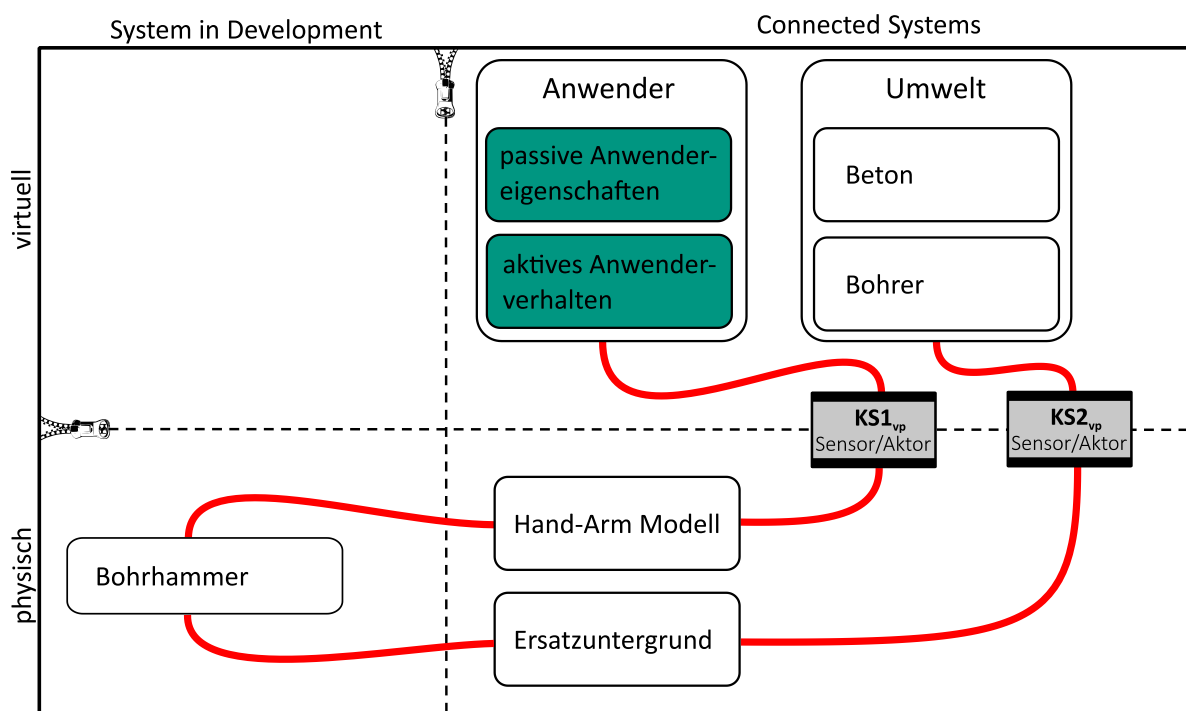 System in Development
Connected Systems
virtuell
Anwender
passive Anwender-
eigenschaften
aktives Anwender-
verhalten
Umwelt
Beton
Bohrer
KS1vp
Sensor/Aktor
KS2vp
Sensor/Aktor
physisch
Bohrhammer
Hand-Arm Modell
Ersatzuntergrund